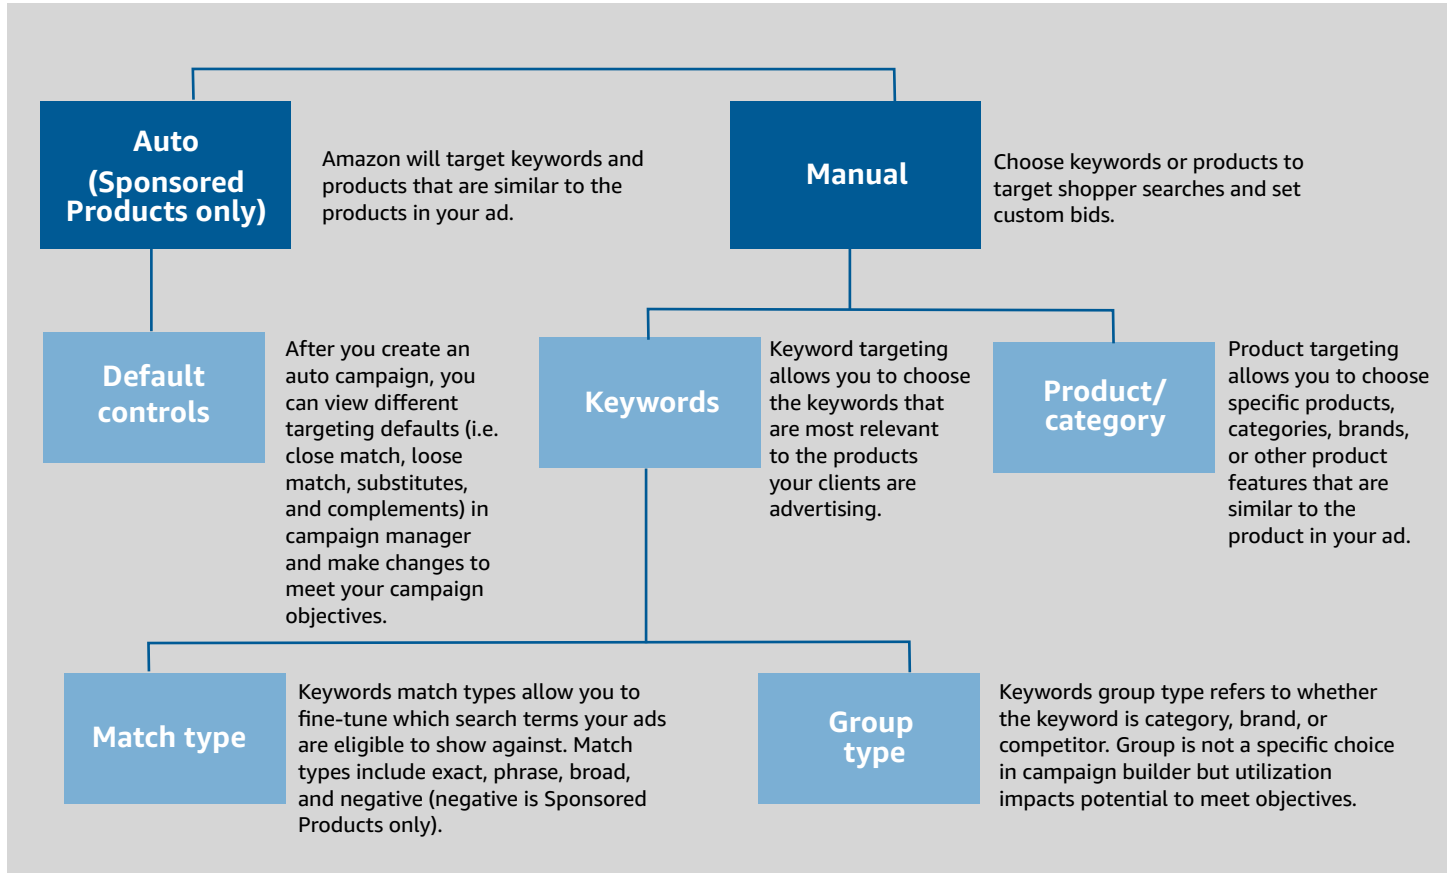 Auto
(Sponsored
Products only)
Amazon will target keywords and
products that are similar to the
products in your ad.
Manual
Choose keywords or products to
target shopper searches and set
custom bids.
Default
controls
After you create an
auto campaign, you
can view different
targeting defaults (i.e.
close match, loose
match, substitutes,
and complements) in
campaign manager
and make changes to
meet your campaign
objectives.
Keywords
Keyword targeting
allows you to choose
the keywords that
are most relevant
to the products
your clients are
advertising.
Product/
category
Product targeting
allows you to choose
specific products,
categories, brands,
or other product
features that are
similar to the
product in your ad.
Match type
Keywords match types allow you to
fine-tune which search terms your ads
are eligible to show against. Match
types include exact, phrase, broad,
and negative (negative is Sponsored
Products only).
Group
type
Keywords group type refers to whether
the keyword is category, brand, or
competitor. Group is not a specific choice
in campaign builder but utilization
impacts potential to meet objectives.